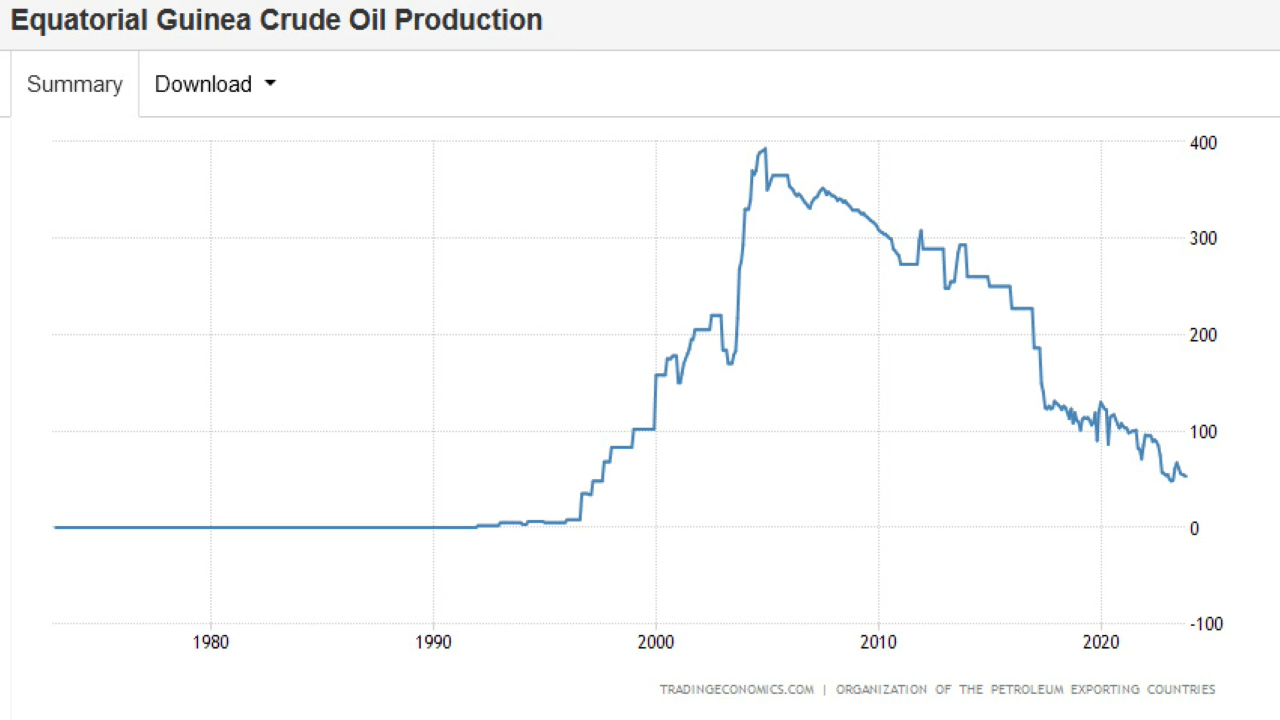 Equatorial Guinea Crude Oil Production
Summary Download
400
300
200
100
0
-100
1980 1990 2000 2010 2020
TRADINGECONOMICS.COM | ORGANIZATION OF THE PETROLEUM EXPORTING COUNTRIES